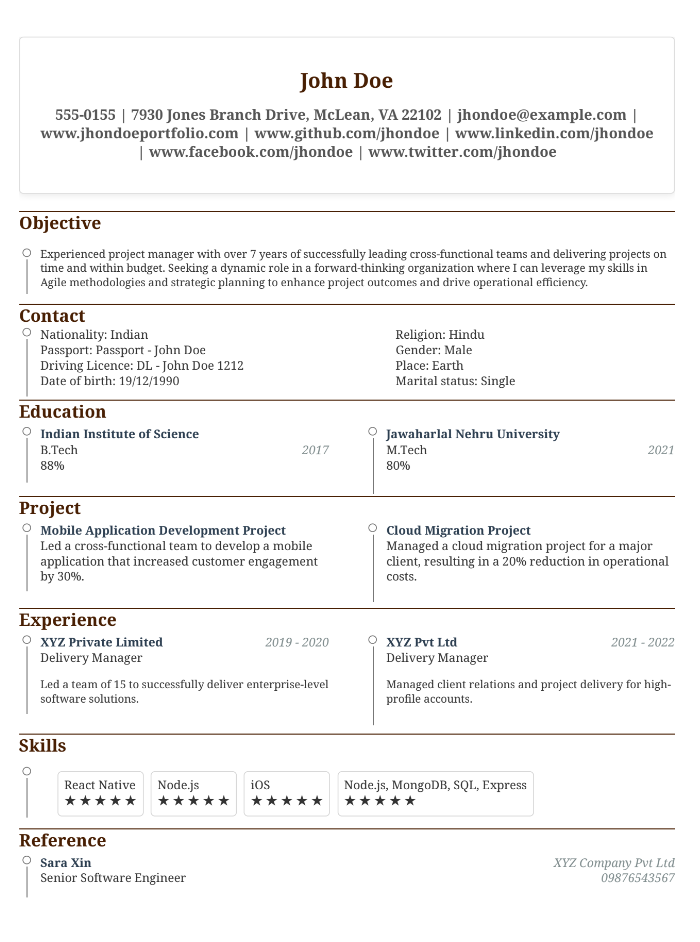 John Doe
555-0155 | 7930 Jones Branch Drive, McLean, VA 22102 | jhondoe@example.com |
www.jhondoeportfolio.com | www.github.com/jhondoe | www.linkedin.com/jhondoe
| www.facebook.com/jhondoe | www.twitter.com/jhondoe
Objective
Experienced project manager with over 7 years of successfully leading cross-functional teams and delivering projects on
time and within budget. Seeking a dynamic role in a forward-thinking organization where I can leverage my skills in
Agile methodologies and strategic planning to enhance project outcomes and drive operational efficiency.
Contact
Nationality: Indian
Passport: Passport - John Doe
Driving Licence: DL - John Doe 1212
Date of birth: 19/12/1990
Religion: Hindu
Gender: Male
Place: Earth
Marital status: Single
Education
Indian Institute of Science
B.Tech 2017
88%
Jawaharlal Nehru University
M.Tech 2021
80%
Project
Mobile Application Development Project
Led a cross-functional team to develop a mobile
application that increased customer engagement
by 30%.
Cloud Migration Project
Managed a cloud migration project for a major
client, resulting in a 20% reduction in operational
costs.
Experience
XYZ Private Limited 2019 - 2020
Delivery Manager
Led a team of 15 to successfully deliver enterprise-level
software solutions.
XYZ Pvt Ltd 2021 - 2022
Delivery Manager
Managed client relations and project delivery for high-
profile accounts.
Skills
React Native
★★★★★
Node.js
★★★★★
iOS
★★★★★
Node.js, MongoDB, SQL, Express
★★★★★
Reference
Sara Xin XYZ Company Pvt Ltd
Senior Software Engineer 09876543567